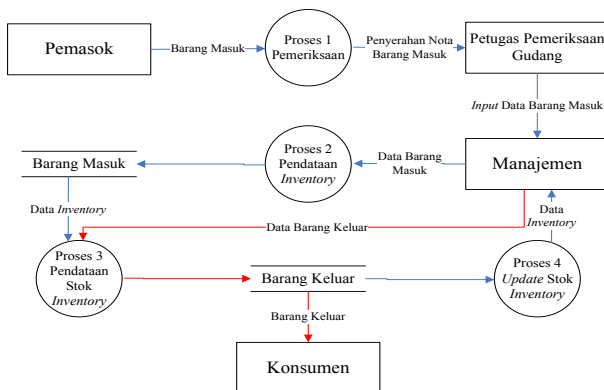 Pemasok
Barang Masuk
Proses 1
Pemeriksaan
Penyerahan Nota
Barang Masuk
Petugas Pemeriksaan
Gudang
Input Data Barang Masuk
Barang Masuk
Proses 2
Pendataan
Inventory
Data Barang
Masuk
Manajemen
Data Inventory
Data Barang Keluar
Data
Inventory
Proses 3
Pendataan
Stok
Inventory
Barang Keluar
Proses 4
Update Stok
Inventory
Barang Keluar
Konsumen